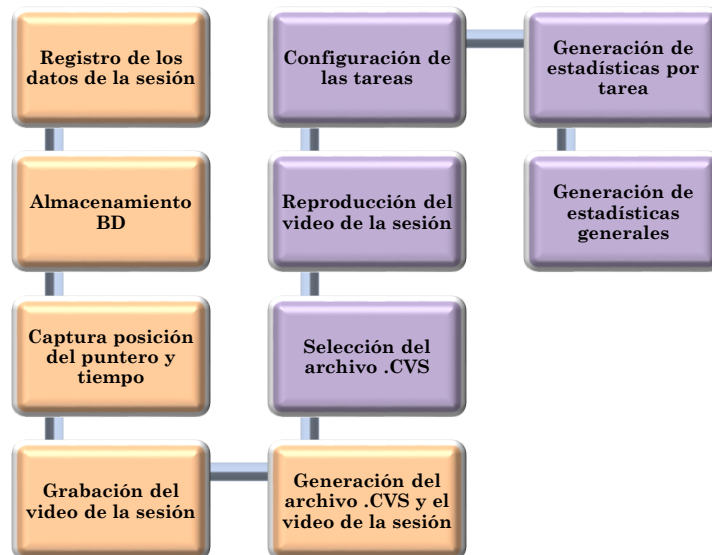 Registro de los
datos de la sesión
Almacenamiento
BD
Captura posición
del puntero y
tiempo
Grabación del
video de la sesión
Generación del
archivo .CVS y el
video de la sesión
Selección del
archivo .CVS
Reproducción del
video de la sesión
Configuración de
las tareas
Generación de
estadísticas por
tarea
Generación de
estadísticas
generales